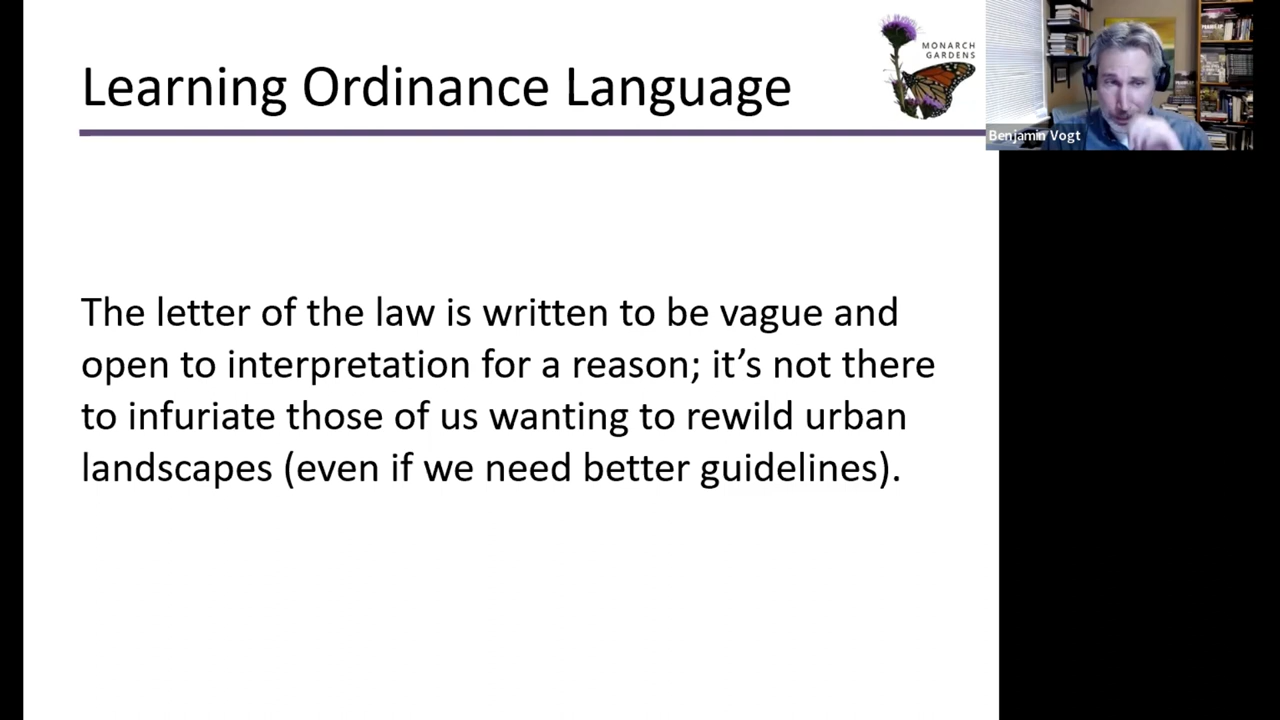 Learning Ordinance Language
MONARCH
GARDENS
Benjamin Vogt
The letter of the law is written to be vague and
open to interpretation for a reason; it’s not there
to infuriate those of us wanting to rewild urban
landscapes (even if we need better guidelines).